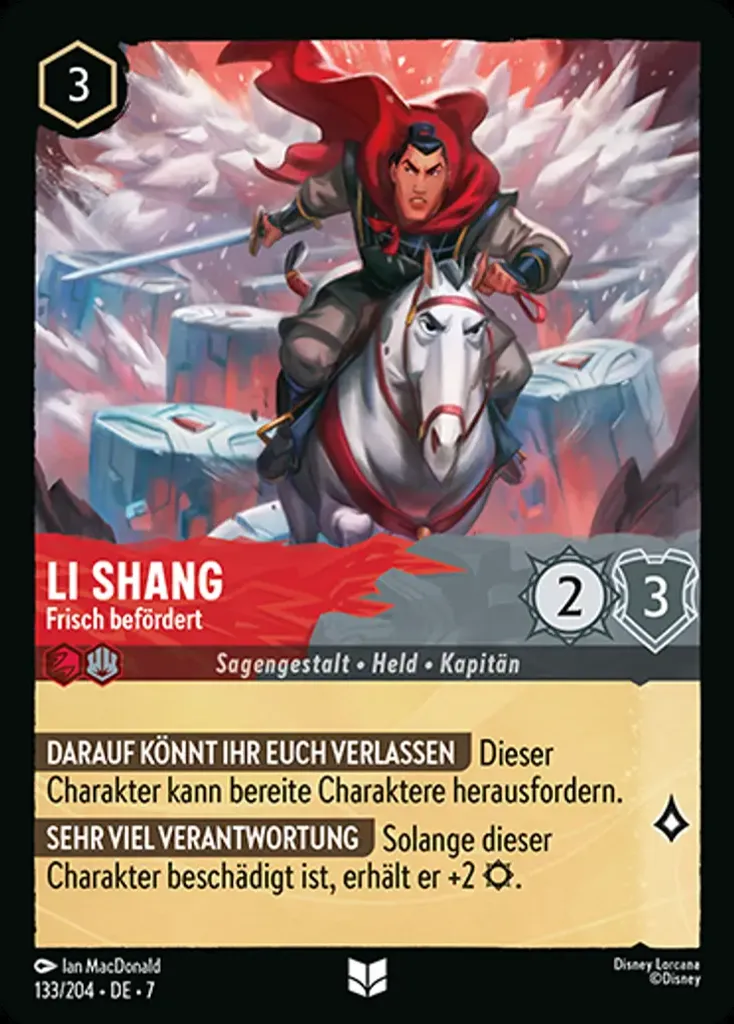 3
LI SHANG
Frisch befördert
2
3
Sagengestalt • Held • Kapitän
DARAUF KÖNNT IHR EUCH VERLASSEN Dieser
Charakter kann bereite Charaktere herausfordern.
SEHR VIEL VERANTWORTUNG Solange dieser
Charakter beschädigt ist, erhält er +2 .
Ian MacDonald
133/204 • DE • 7
Disney Lorcana
©Disney